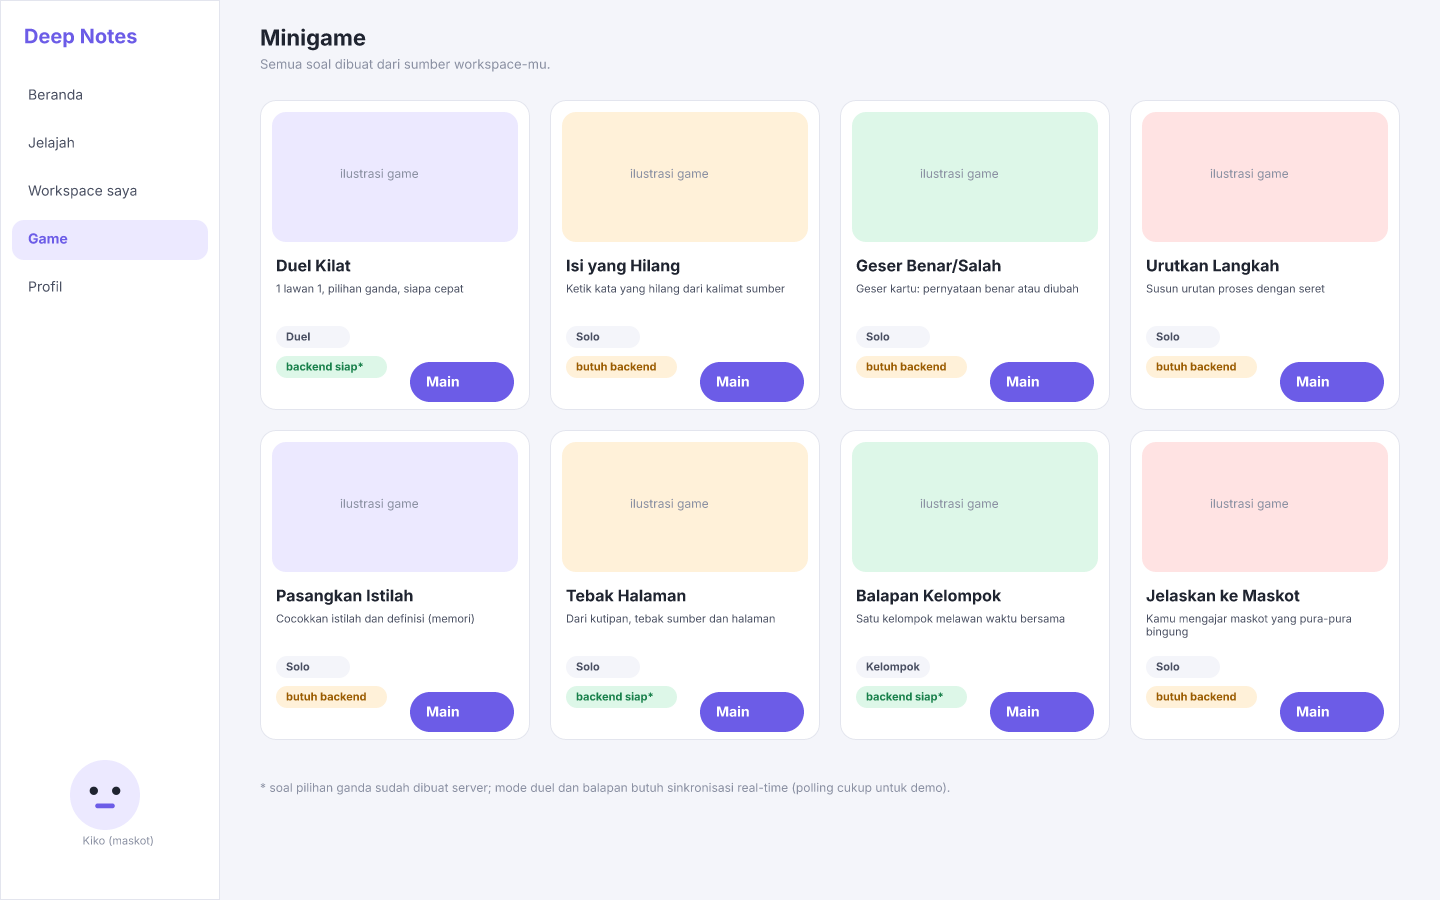 Deep Notes
Beranda
Jelajah
Workspace saya
Game
Profil
Kiko (maskot)
Minigame
Semua soal dibuat dari sumber workspace-mu.
ilustrasi game
Duel Kilat
1 lawan 1, pilihan ganda, siapa cepat
Duel
backend siap*
Main
ilustrasi game
Isi yang Hilang
Ketik kata yang hilang dari kalimat sumber
Solo
butuh backend
Main
ilustrasi game
Geser Benar/Salah
Geser kartu: pernyataan benar atau diubah
Solo
butuh backend
Main
ilustrasi game
Urutkan Langkah
Susun urutan proses dengan seret
Solo
butuh backend
Main
ilustrasi game
Pasangkan Istilah
Cocokkan istilah dan definisi (memori)
Solo
butuh backend
Main
ilustrasi game
Tebak Halaman
Dari kutipan, tebak sumber dan halaman
Solo
backend siap*
Main
ilustrasi game
Balapan Kelompok
Satu kelompok melawan waktu bersama
Kelompok
backend siap*
Main
ilustrasi game
Jelaskan ke Maskot
Kamu mengajar maskot yang pura-pura
bingung
Solo
butuh backend
Main
* soal pilihan ganda sudah dibuat server; mode duel dan balapan butuh sinkronisasi real-time (polling cukup untuk demo).